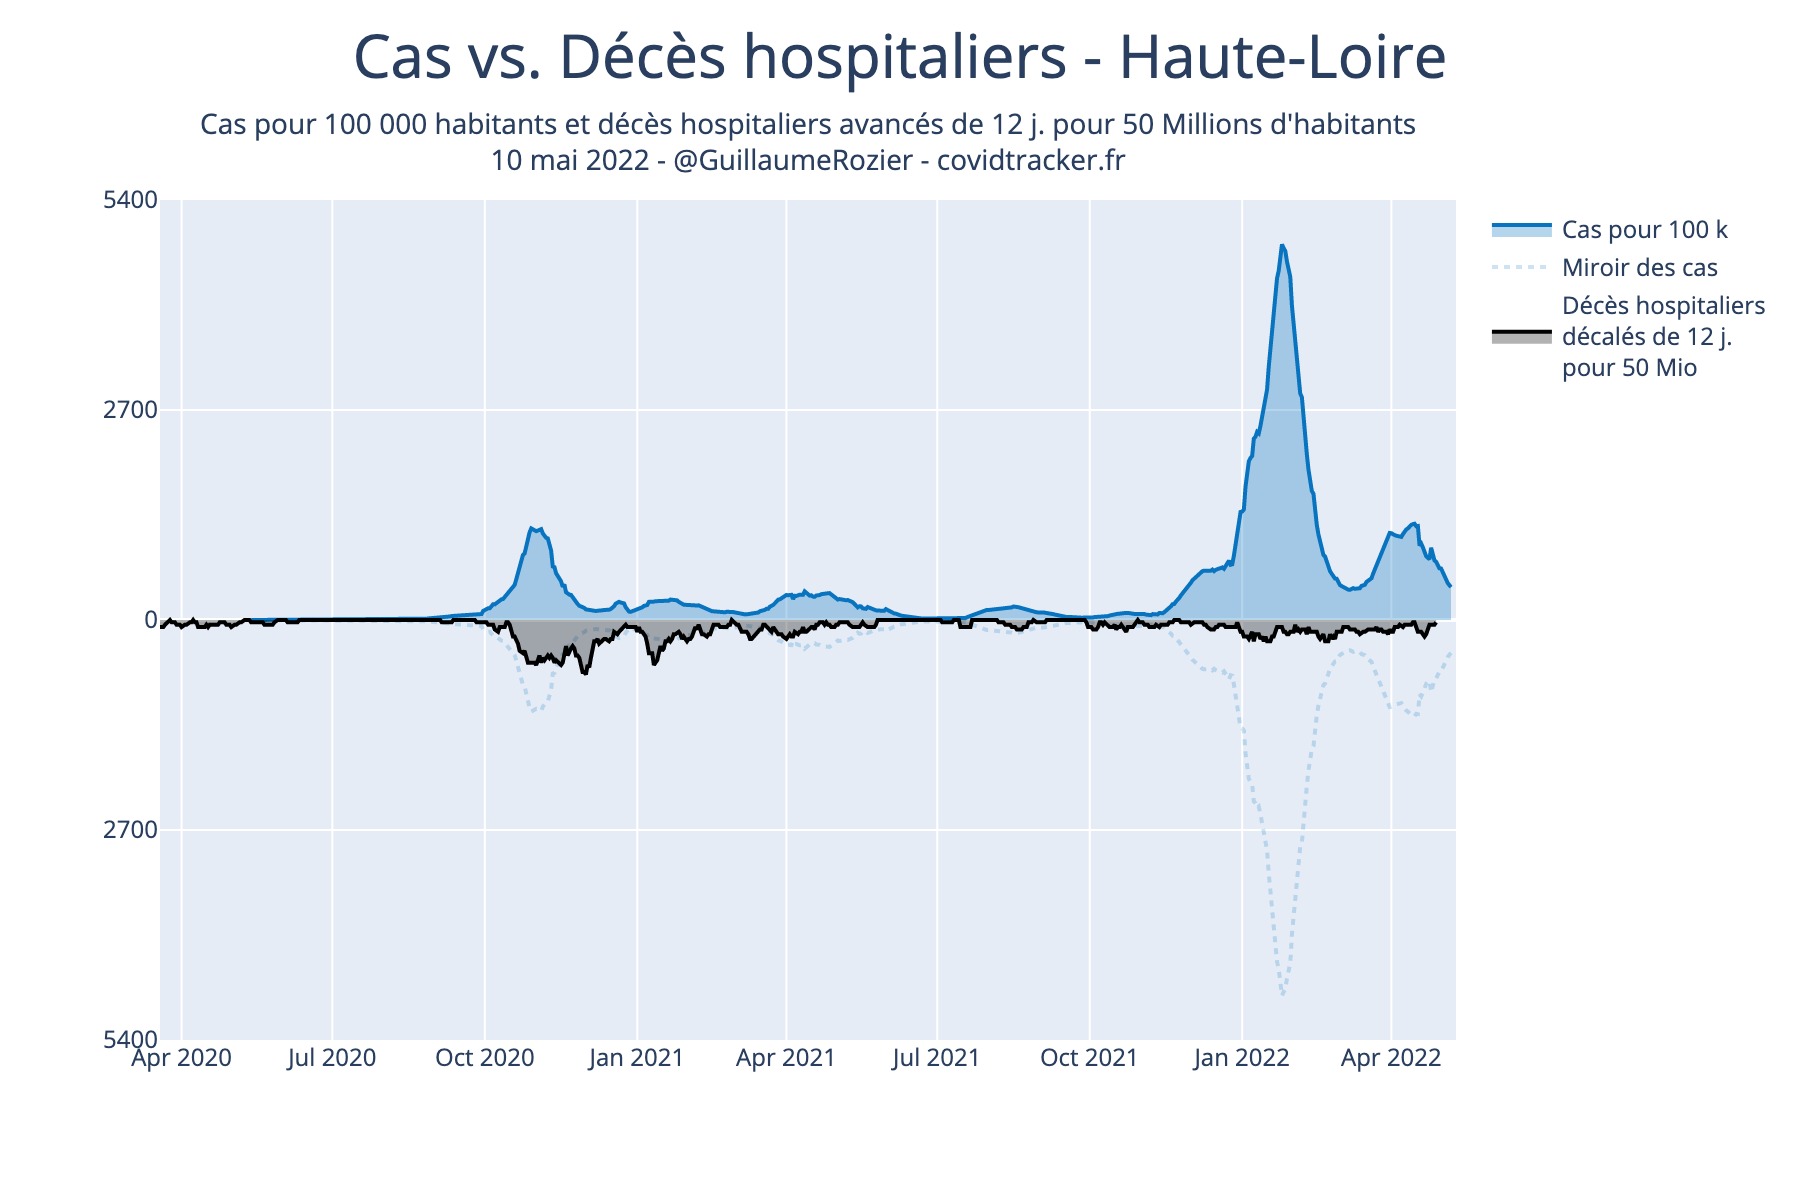 Cas vs. Décès hospitaliers - Haute-Loire
Cas pour 100 000 habitants et décès hospitaliers avancés de 12 j. pour 50 Millions d'habitants
10 mai 2022 - @GuillaumeRozier - covidtracker.fr
5400
2700
0
2700
5400
Apr 2020
Jul 2020
Oct 2020
Jan 2021
Apr 2021
Jul 2021
Oct 2021
Jan 2022
Apr 2022
Cas pour 100 k
Miroir des cas
Décès hospitaliers
décalés de 12 j.
pour 50 Mio